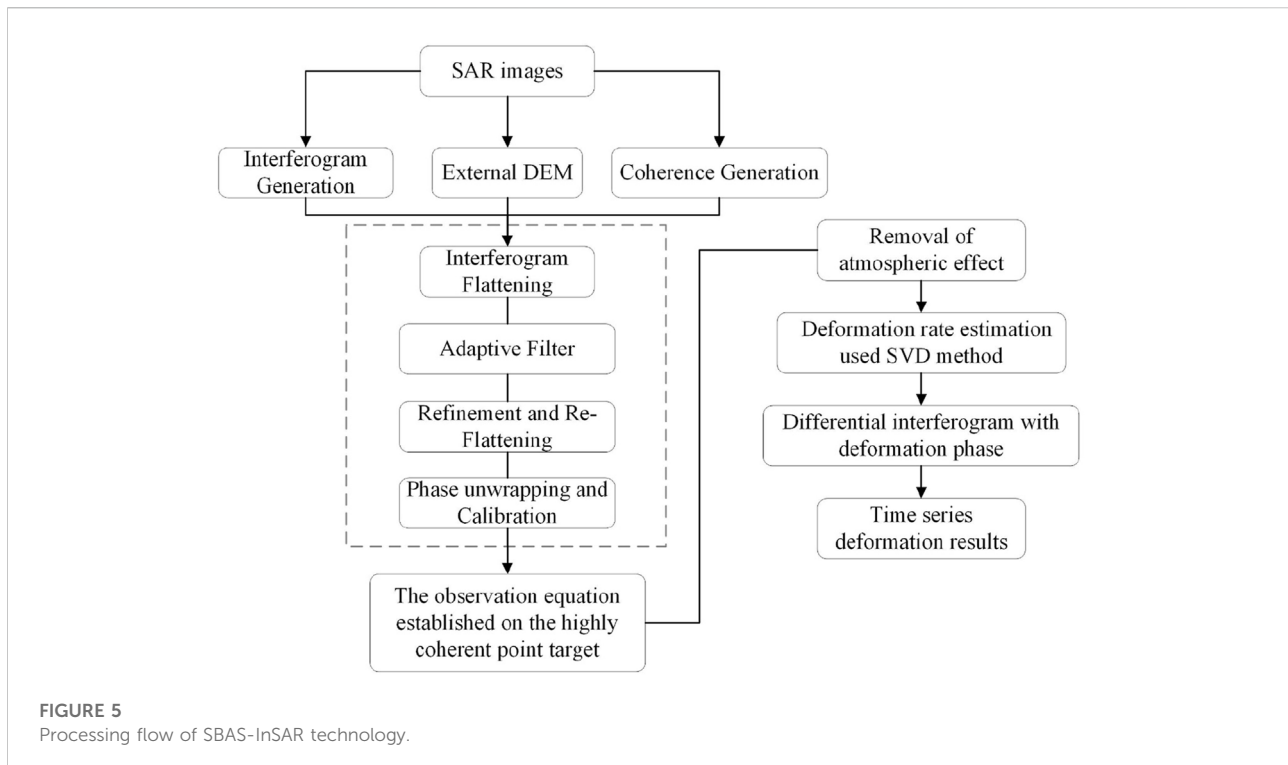 SAR images
Interferogram
Generation
External DEM
Coherence Generation
Interferogram
Flattening
Adaptive Filter
Refinement and Re-
Flattening
Phase unwrapping and
Calibration
The observation equation
established on the highly
coherent point target
Removal of
atmospheric effect
Deformation rate estimation
used SVD method
Differential interferogram with
deformation phase
Time series
deformation results
FIGURE 5
Processing flow of SBAS-InSAR technology.